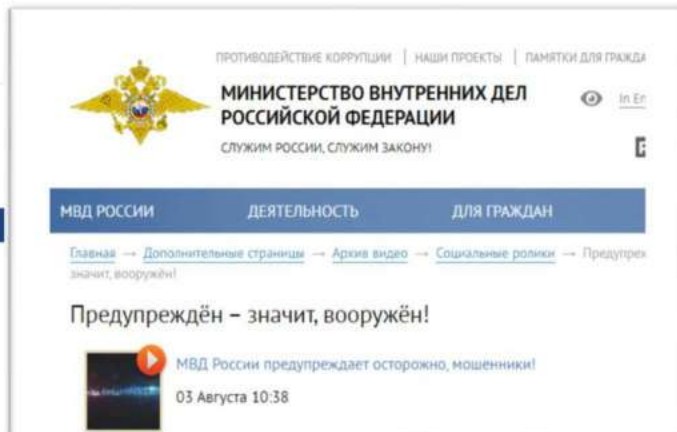 ПРОТИВОДЕЙСТВИЕ КОРРУПЦИИ | НАШИ ПРОЕКТЫ | ПАМЯТКИ ДЛЯ ГРАЖДА
МИНИСТЕРСТВО ВНУТРЕННИХ ДЕЛ
РОССИЙСКОЙ ФЕДЕРАЦИИ
In En
СЛУЖИМ РОССИИ, СЛУЖИМ ЗАКОНУ!
МВД РОССИИ ДЕЯТЕЛЬНОСТЬ ДЛЯ ГРАЖДАН
Главная → Дополнительные страницы → Архив видео → Социальные ролики → Предупреж
значит, вооружён!
Предупреждён – значит, вооружён!
МВД России предупреждает осторожно, мошенники!
03 Августа 10:38